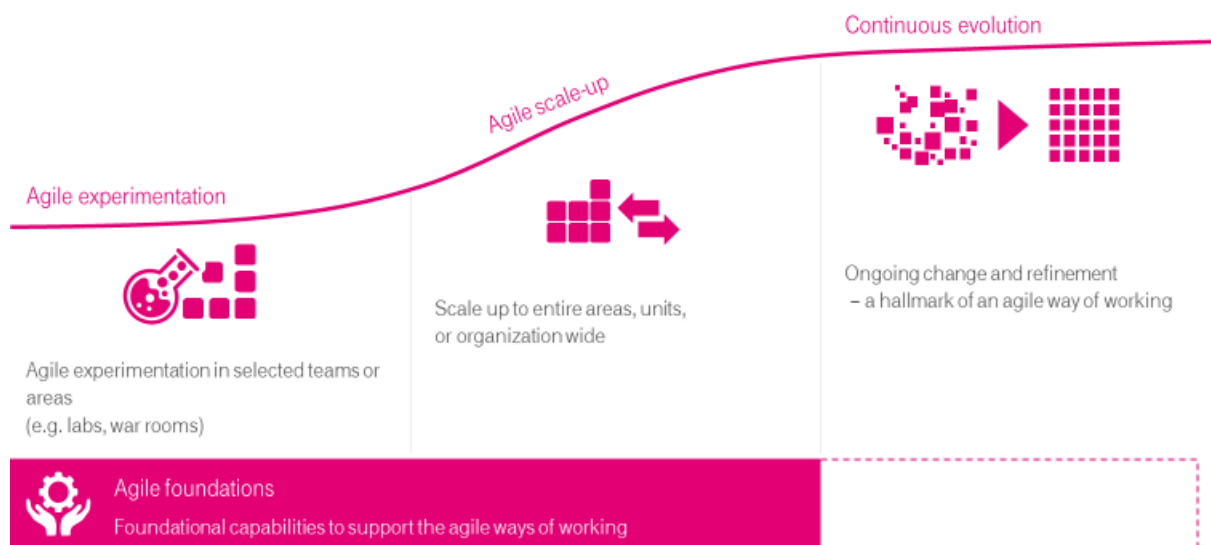 Continuous evolution
Agile scale-up
Agile experimentation
Ongoing change and refinement
– a hallmark of an agile way of working
Scale up to entire areas, units,
or organization wide
Agile experimentation in selected teams or
areas
(e.g. labs, war rooms)
Agile foundations
Foundational capabilities to support the agile ways of working